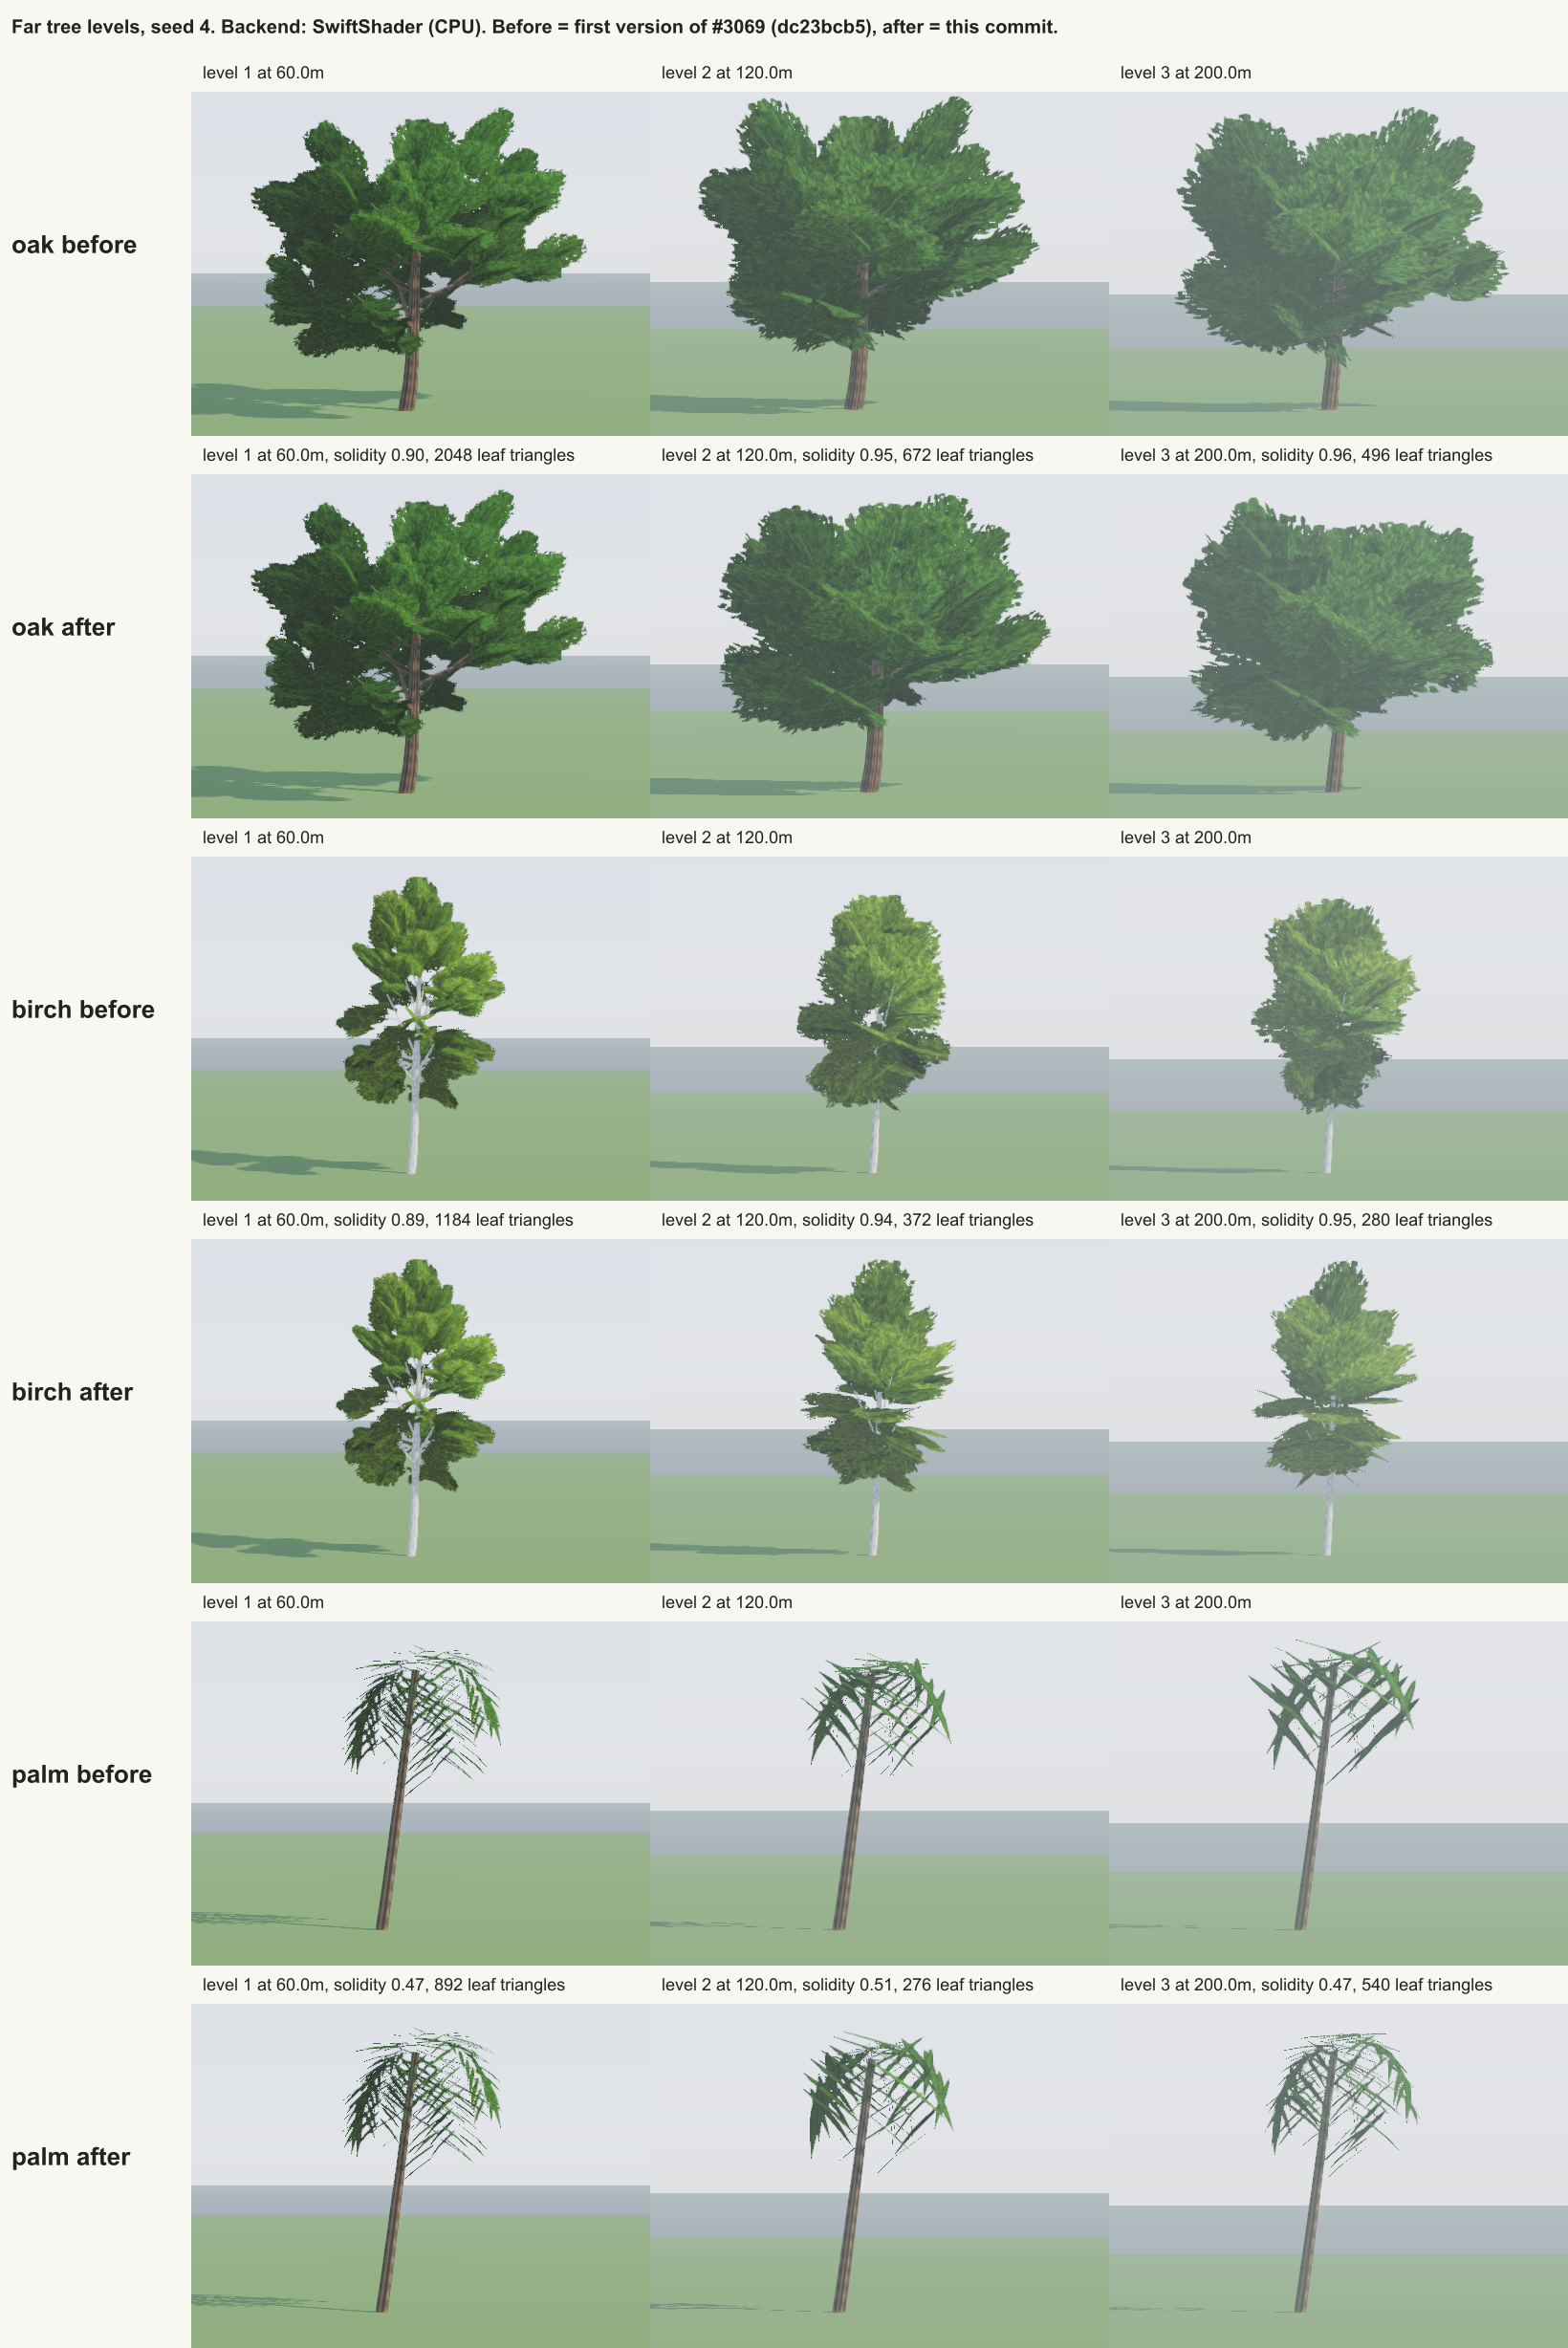 Far tree levels, seed 4. Backend: SwiftShader (CPU). Before = first version of #3069 (dc23bcb5), after = this commit.
level 1 at 60.0m
level 2 at 120.0m
level 3 at 200.0m
oak before
level 1 at 60.0m, solidity 0.90, 2048 leaf triangles
level 2 at 120.0m, solidity 0.95, 672 leaf triangles
level 3 at 200.0m, solidity 0.96, 496 leaf triangles
oak after
level 1 at 60.0m
level 2 at 120.0m
level 3 at 200.0m
birch before
level 1 at 60.0m, solidity 0.89, 1184 leaf triangles
level 2 at 120.0m, solidity 0.94, 372 leaf triangles
level 3 at 200.0m, solidity 0.95, 280 leaf triangles
birch after
level 1 at 60.0m
level 2 at 120.0m
level 3 at 200.0m
palm before
level 1 at 60.0m, solidity 0.47, 892 leaf triangles
level 2 at 120.0m, solidity 0.51, 276 leaf triangles
level 3 at 200.0m, solidity 0.47, 540 leaf triangles
palm after